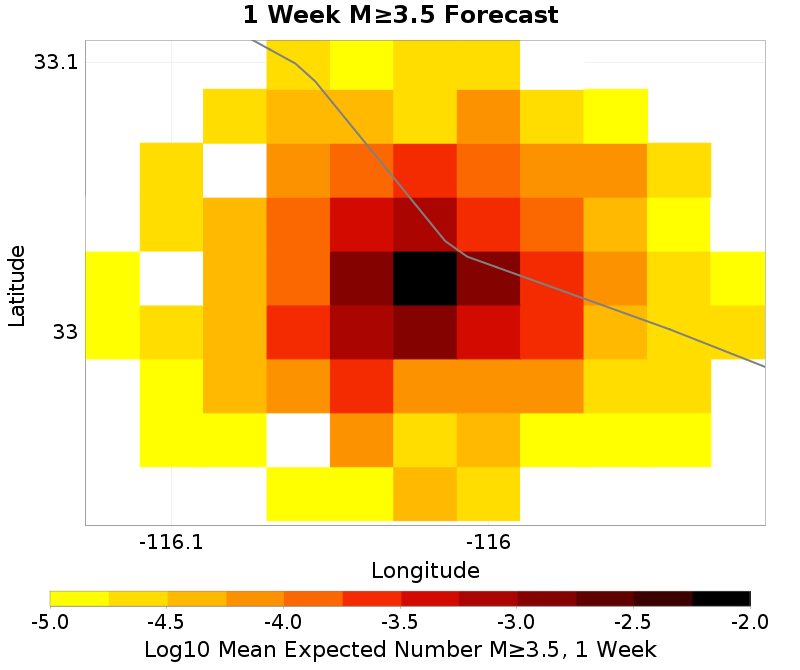 1 Week M≥3.5 Forecast
33.1
33
Latitude
-116.1
-116
Longitude
-5.0
-4.5
-4.0
-3.5
-3.0
-2.5
-2.0
Log10 Mean Expected Number M≥3.5, 1 Week